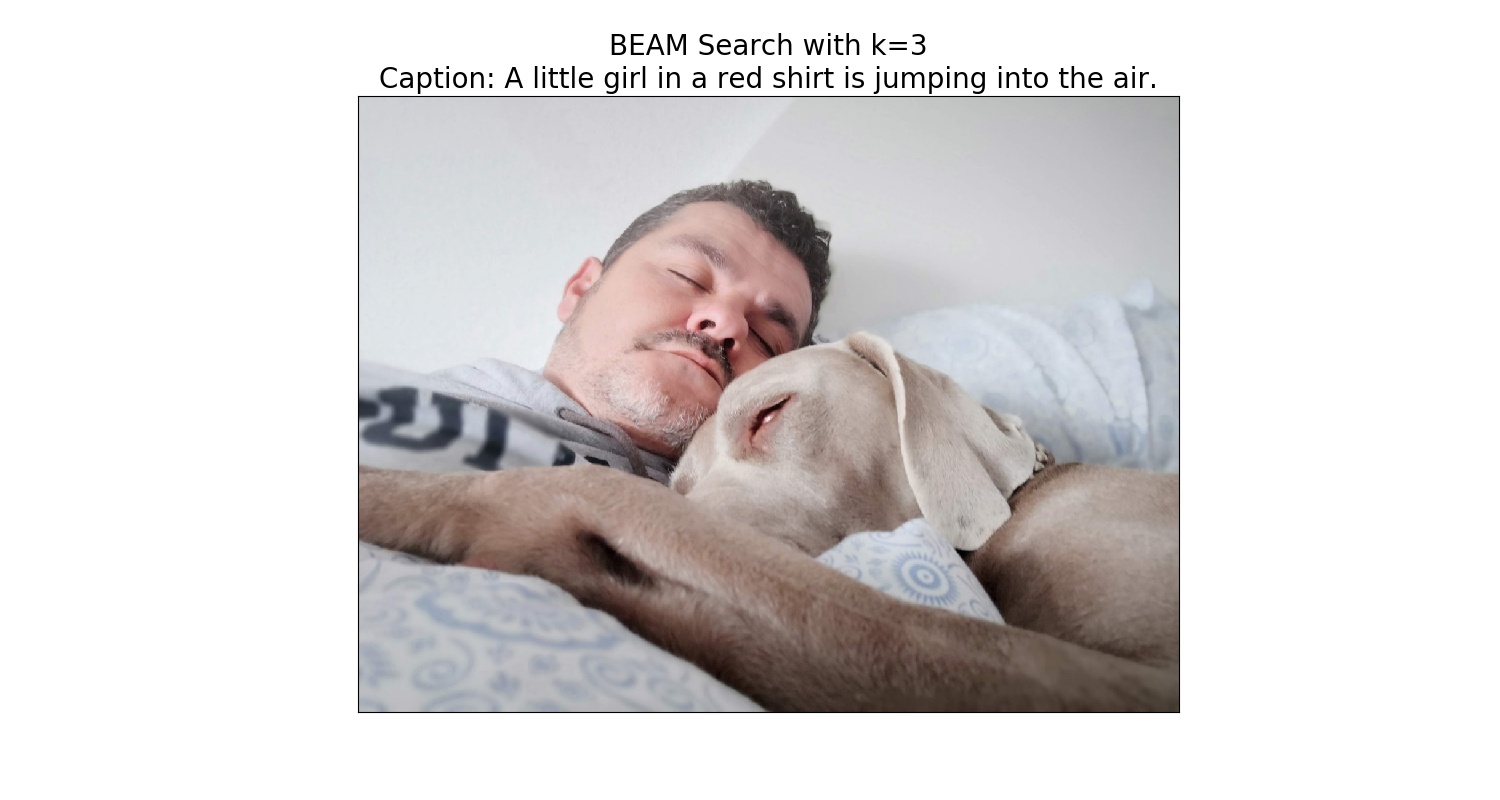 BEAM Search with k=3
Caption: A little girl in a red shirt is jumping into the air.